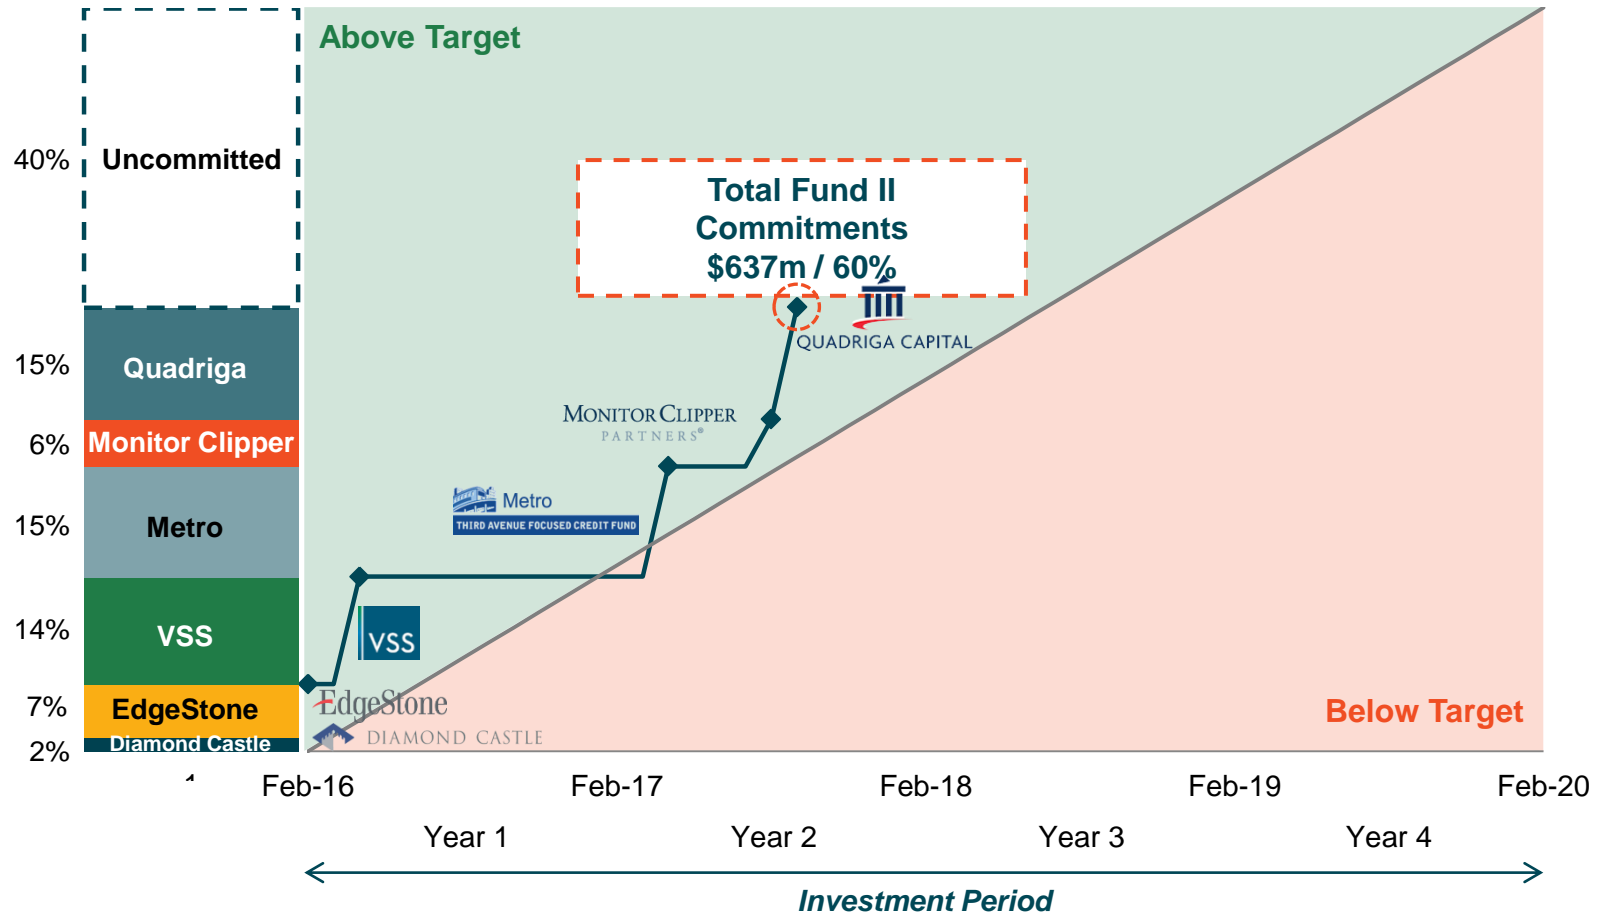 Above Target
40%
Uncommitted
Total Fund II
Commitments
$637m / 60%
QUADRIGA CAPITAL
15%
Quadriga
MONITOR CLIPPER
PARTNERS®
6%
Monitor Clipper
Metro
THIRD AVENUE FOCUSED CREDIT FUND
15%
Metro
VSS
14%
VSS
EdgeStone
7%
EdgeStone
Below Target
DIAMOND CASTLE
2%
Diamond Castle
Feb-16
Feb-17
Feb-18
Feb-19
Feb-20
Year 1
Year 2
Year 3
Year 4
Investment Period